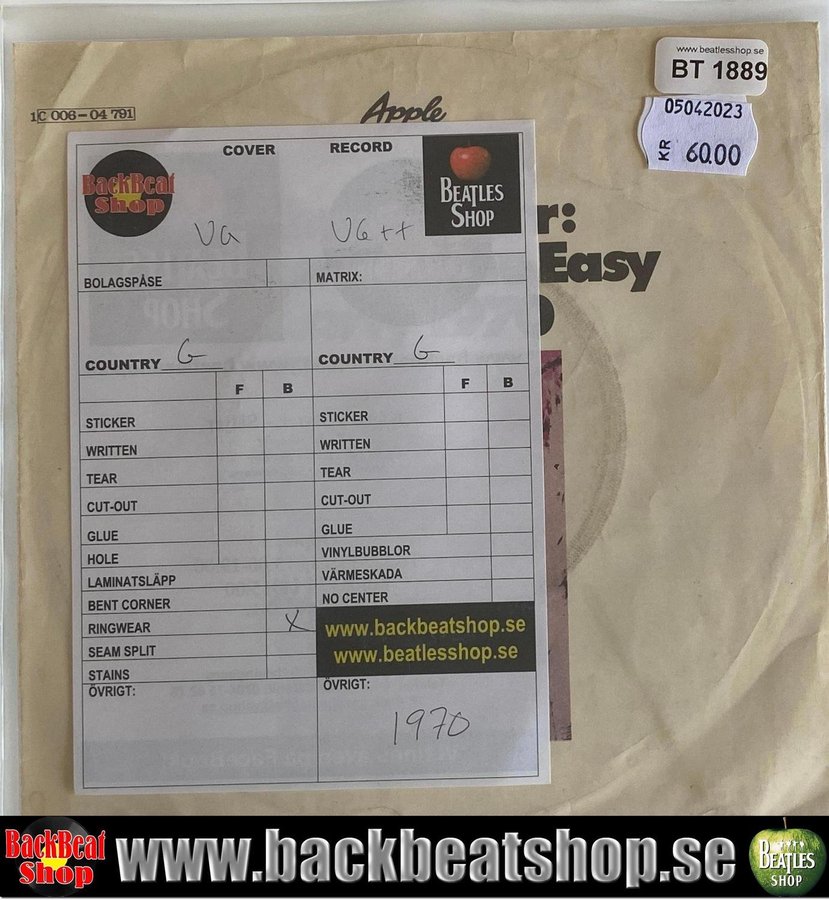 www.beatlesshop.se
BT 1889
05042023
KR 60.00
1C 006-04 791
Apple
r:
Easy
BackBeat
Shop
COVER
RECORD
BEATLES
SHOP
VG
VG++
BOLAGSPÅSE
MATRIX:
COUNTRY G
COUNTRY G
F B
F B
STICKER
STICKER
WRITTEN
WRITTEN
TEAR
TEAR
CUT-OUT
CUT-OUT
GLUE
GLUE
HOLE
VINYLBUBBLOR
LAMINATSLÄPP
VÄRMESKADA
BENT CORNER
NO CENTER
RINGWEAR X
www.backbeatshop.se
SEAM SPLIT
www.beatlesshop.se
STAINS
ÖVRIGT:
ÖVRIGT:
1970
BackBeat
Shop
www.backbeatshop.se
BEATLES
SHOP